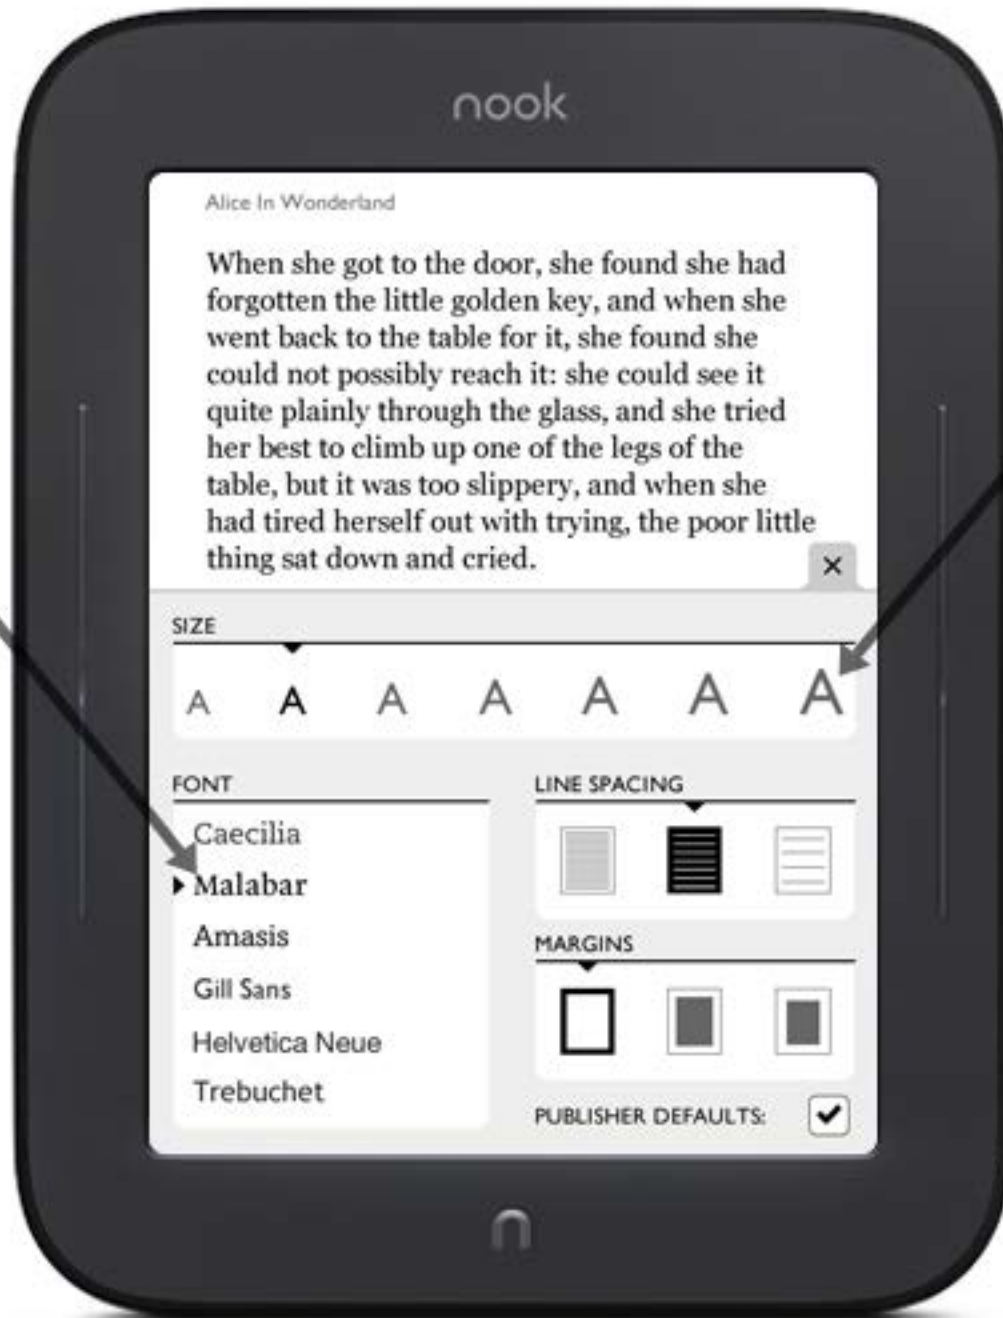 nook
Alice In Wonderland
When she got to the door, she found she had
forgotten the little golden key, and when she
went back to the table for it, she found she
could not possibly reach it: she could see it
quite plainly through the glass, and she tried
her best to climb up one of the legs of the
table, but it was too slippery, and when she
had tired herself out with trying, the poor little
thing sat down and cried.
SIZE
A A A A A A A
FONT
Caecilia
Malabar
Amasis
Gill Sans
Helvetica Neue
Trebuchet
LINE SPACING
MARGINS
PUBLISHER DEFAULTS:
n